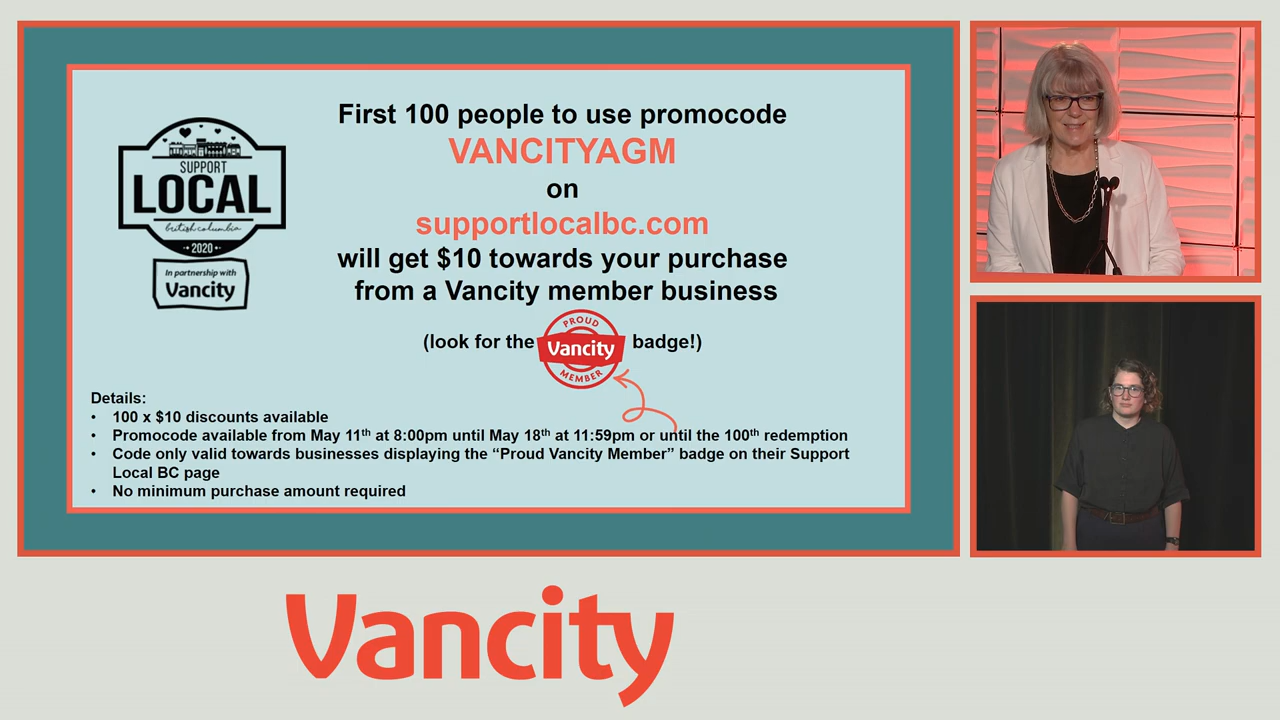 First 100 people to use promocode
VANCITYAGM
on
supportlocalbc.com
will get $10 towards your purchase
from a Vancity member business
(look for the
PROUD
Vancity
MEMBER
badge!)
SUPPORT
LOCAL
british columbia
• 2020 •
In partnership with
Vancity
Details:
• 100 x $10 discounts available
• Promocode available from May 11th at 8:00pm until May 18th at 11:59pm or until the 100th redemption
• Code only valid towards businesses displaying the “Proud Vancity Member” badge on their Support
Local BC page
• No minimum purchase amount required
Vancity